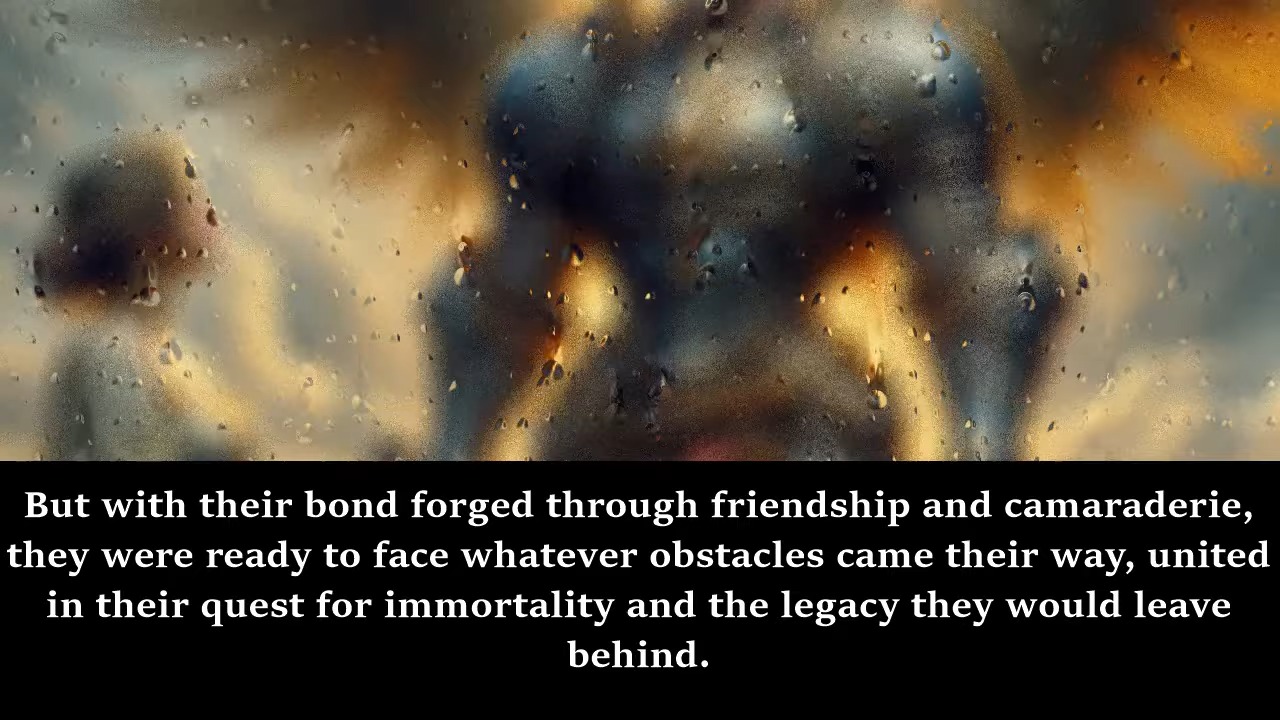 But with their bond forged through friendship and camaraderie,
they were ready to face whatever obstacles came their way, united
in their quest for immortality and the legacy they would leave
behind.